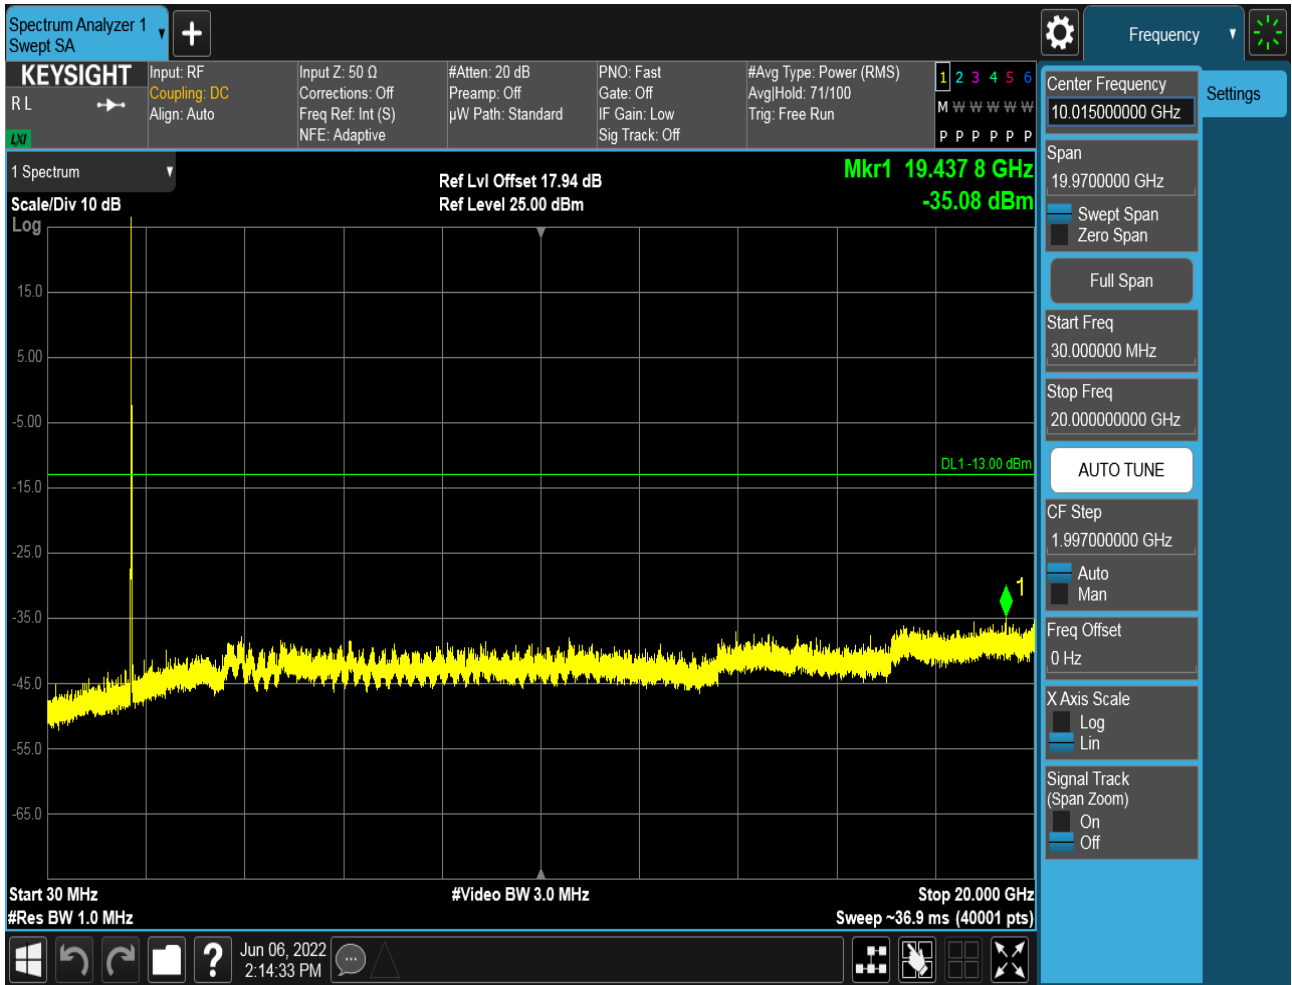 Spectrum Analyzer 1
Swept SA
+
Frequency
KEYSIGHT
R L
LXI
Input: RF
Coupling: DC
Align: Auto
Input Z: 50 Ω
Corrections: Off
Freq Ref: Int (S)
NFE: Adaptive
#Atten: 20 dB
Preamp: Off
µW Path: Standard
PNO: Fast
Gate: Off
IF Gain: Low
Sig Track: Off
#Avg Type: Power (RMS)
Avg|Hold: 71/100
Trig: Free Run
1 2 3 4 5 6
M W W W W W
P P P P P P
1 Spectrum
Scale/Div 10 dB
Log
Ref Lvl Offset 17.94 dB
Ref Level 25.00 dBm
Mkr1 19.437 8 GHz
-35.08 dBm
15.0
5.00
-5.00
-15.0
-25.0
-35.0
-45.0
-55.0
-65.0
DL1 -13.00 dBm
1
Start 30 MHz
#Res BW 1.0 MHz
#Video BW 3.0 MHz
Stop 20.000 GHz
Sweep ~36.9 ms (40001 pts)
?
Jun 06, 2022
2:14:33 PM
Center Frequency
10.015000000 GHz
Span
19.9700000 GHz
Swept Span
Zero Span
Full Span
Start Freq
30.000000 MHz
Stop Freq
20.000000000 GHz
AUTO TUNE
CF Step
1.997000000 GHz
Auto
Man
Freq Offset
0 Hz
X Axis Scale
Log
Lin
Signal Track
(Span Zoom)
On
Off
Settings